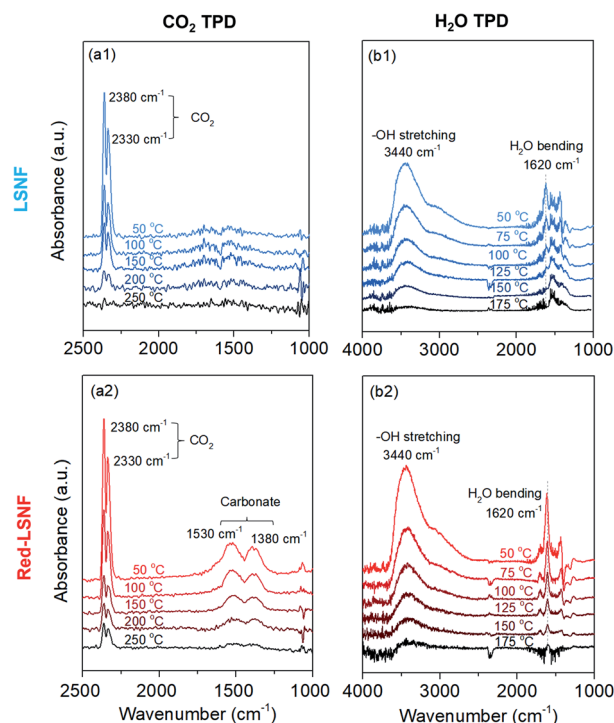 CO₂ TPD
H₂O TPD
LSNF
(a1)
2380 cm⁻¹
2330 cm⁻¹
CO₂
50 °C
100 °C
150 °C
200 °C
250 °C
Absorbance (a.u.)
2500 2000 1500 1000
(b1)
-OH stretching
3440 cm⁻¹
H₂O bending
1620 cm⁻¹
50 °C
75 °C
100 °C
125 °C
150 °C
175 °C
4000 3000 2000 1000
Red-LSNF
(a2)
2380 cm⁻¹
2330 cm⁻¹
CO₂
Carbonate
1530 cm⁻¹
1380 cm⁻¹
50 °C
100 °C
150 °C
200 °C
250 °C
Absorbance (a.u.)
2500 2000 1500 1000
Wavenumber (cm⁻¹)
(b2)
-OH stretching
3440 cm⁻¹
H₂O bending
1620 cm⁻¹
50 °C
75 °C
100 °C
125 °C
150 °C
175 °C
4000 3000 2000 1000
Wavenumber (cm⁻¹)